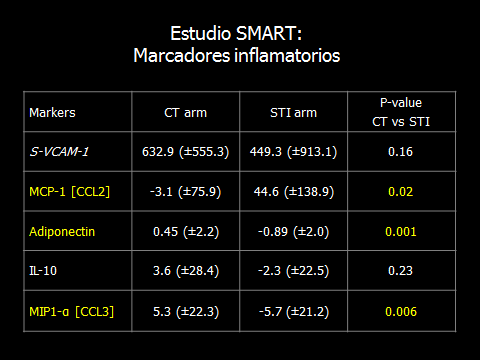 Estudio SMART:
Marcadores inflamatorios
Markers CT arm STI arm P-value
CT vs STI
S-VCAM-1 632.9 (±555.3) 449.3 (±913.1) 0.16
MCP-1 [CCL2] -3.1 (±75.9) 44.6 (±138.9) 0.02
Adiponectin 0.45 (±2.2) -0.89 (±2.0) 0.001
IL-10 3.6 (±28.4) -2.3 (±22.5) 0.23
MIP1-α [CCL3] 5.3 (±22.3) -5.7 (±21.2) 0.006